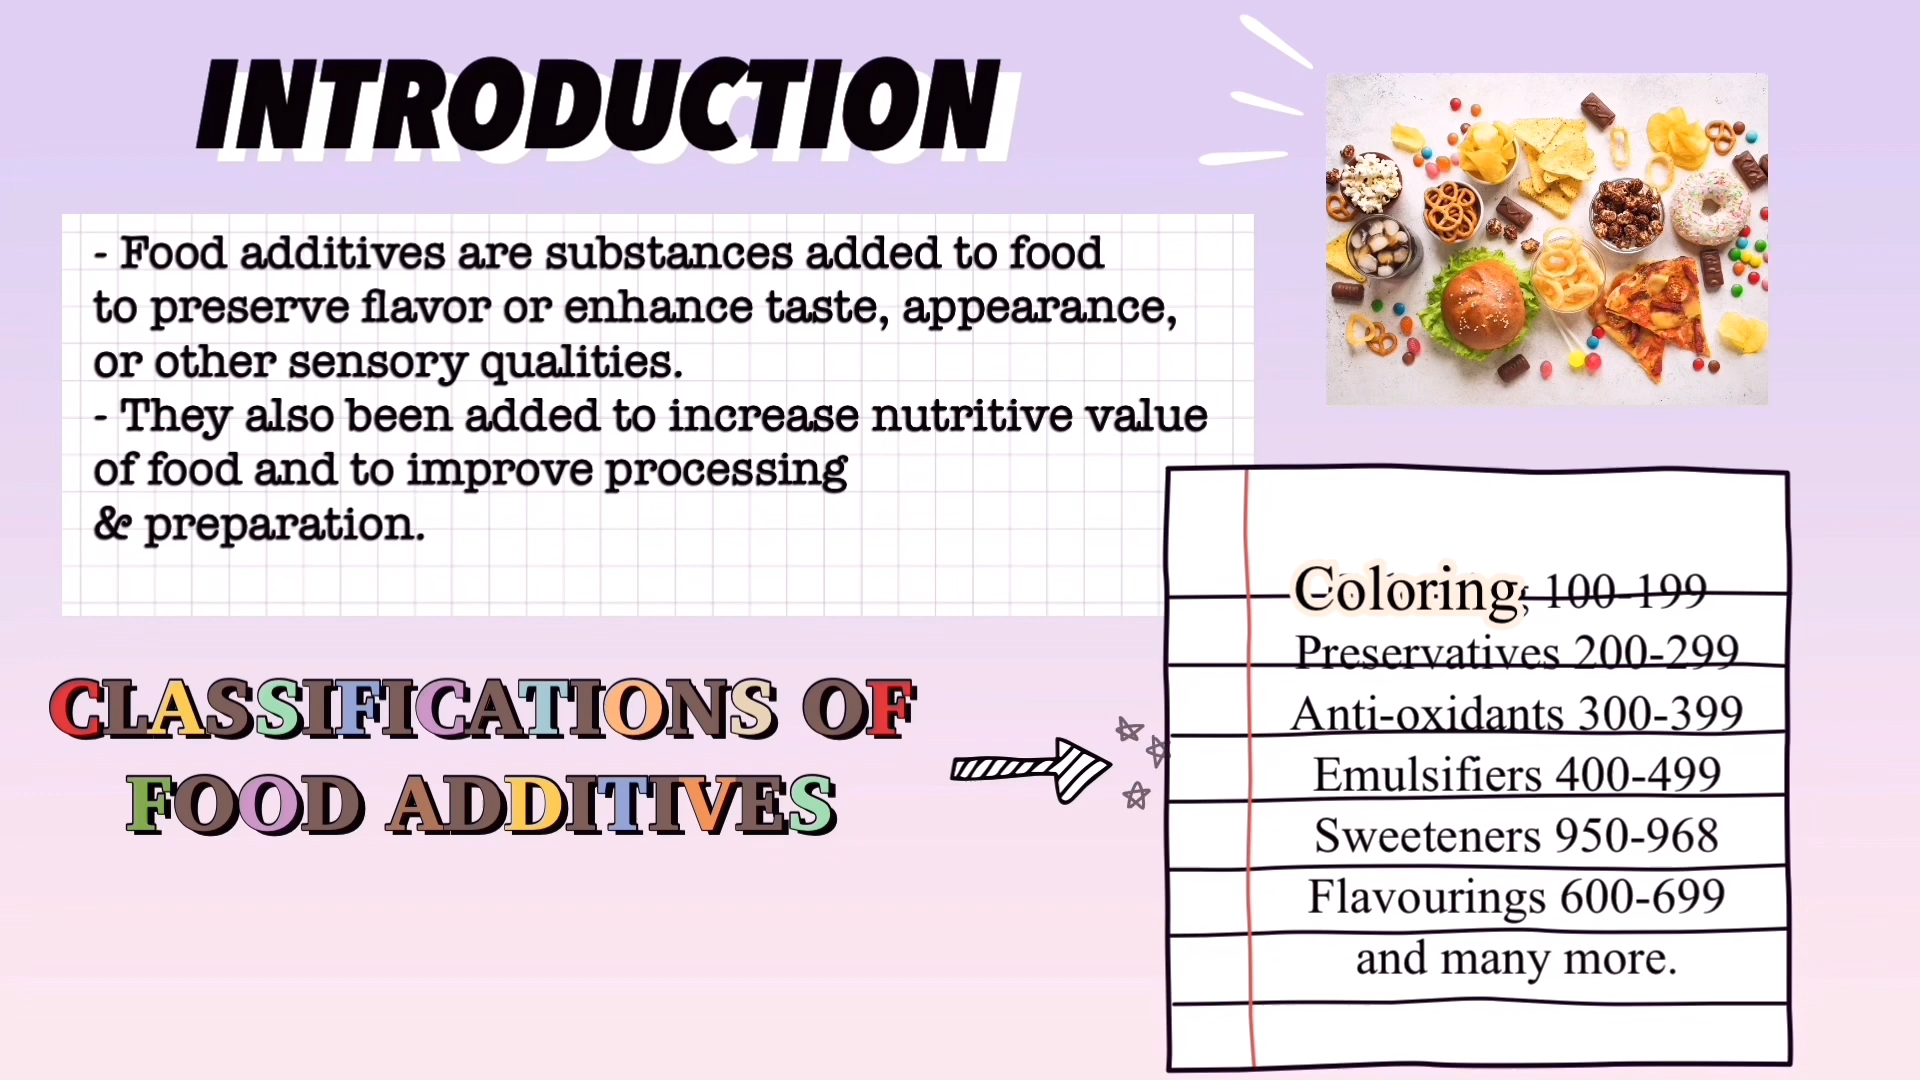 INTRODUCTION
- Food additives are substances added to food
to preserve flavor or enhance taste, appearance,
or other sensory qualities.
- They also been added to increase nutritive value
of food and to improve processing
& preparation.
CLASSIFICATIONS OF
FOOD ADDITIVES
Coloring, 100-199
Preservatives 200-299
Anti-oxidants 300-399
Emulsifiers 400-499
Sweeteners 950-968
Flavourings 600-699
and many more.